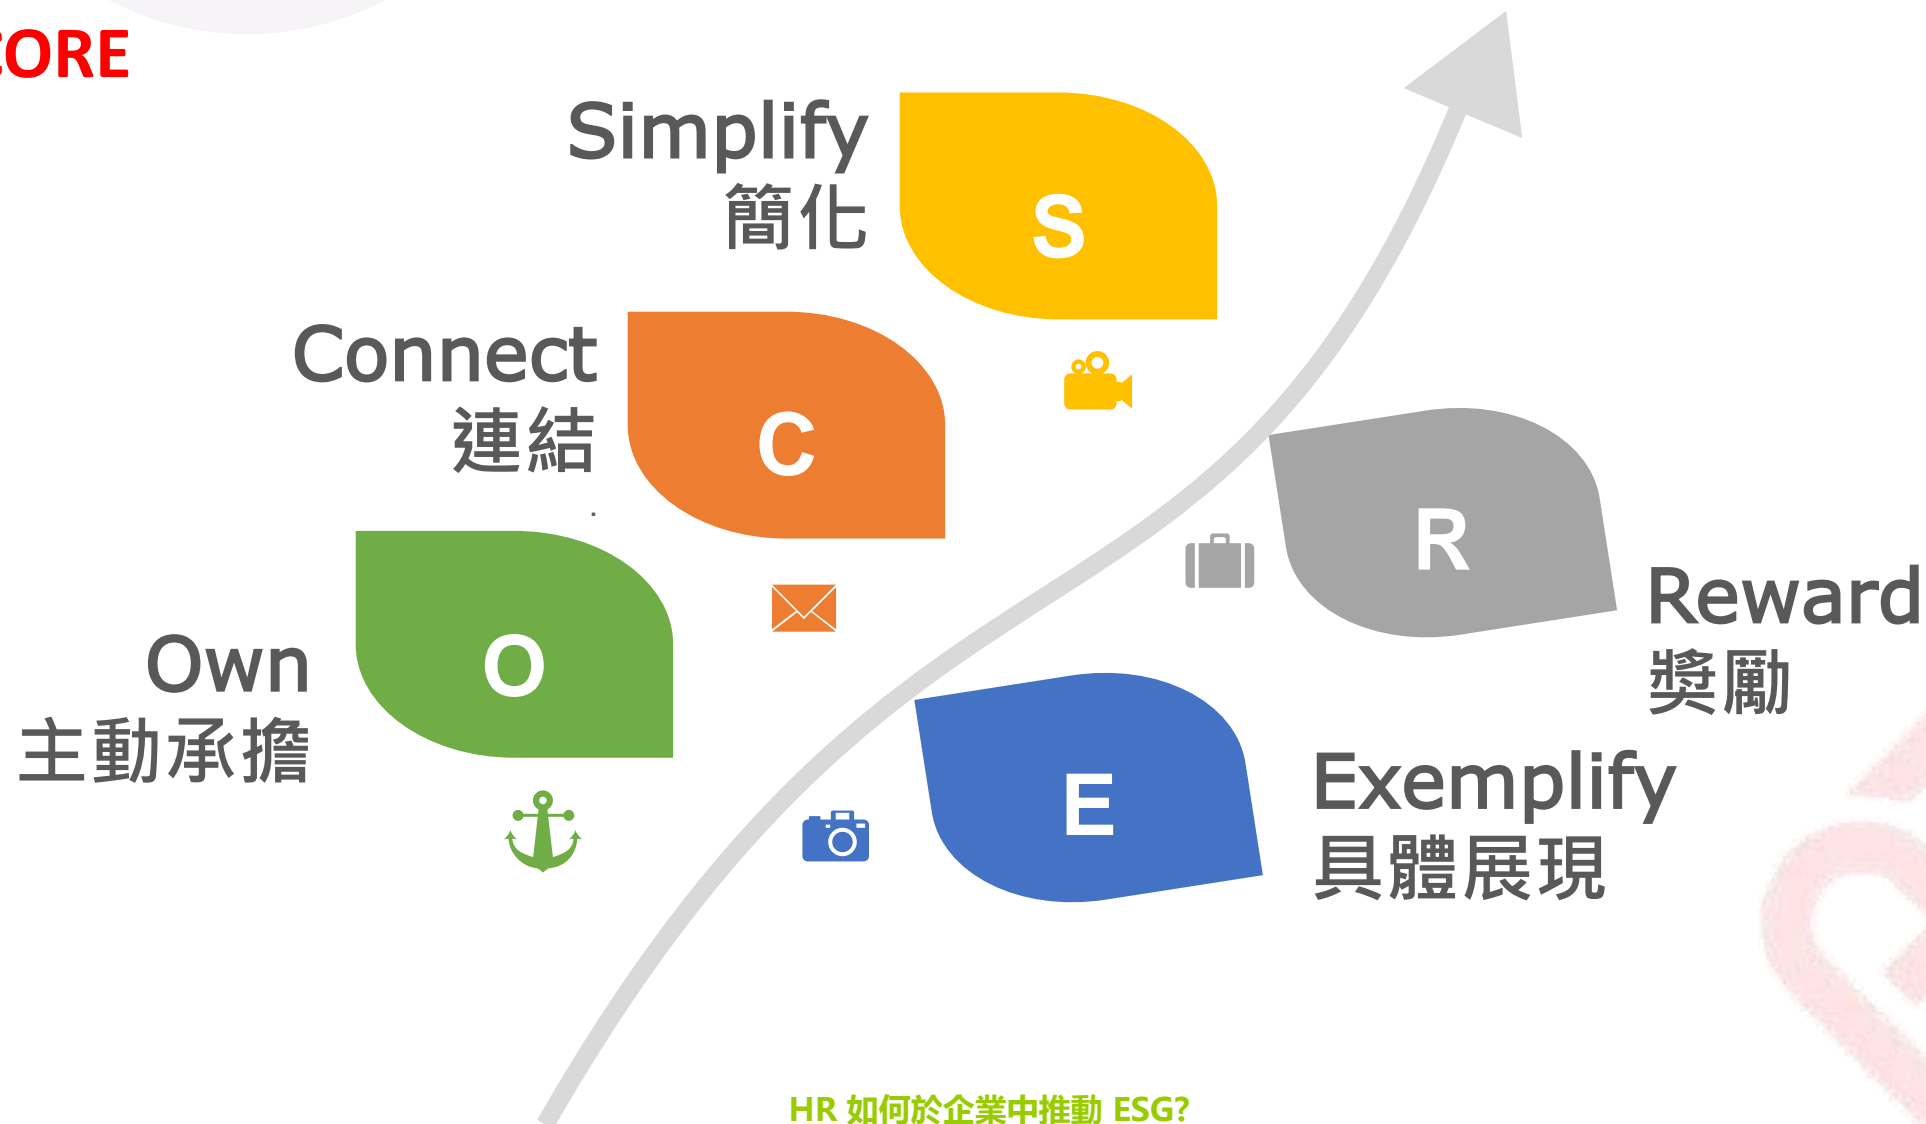 CORE
Simplify
簡化
S
Connect
連結
.
C
Own
主動承擔
O
R
Reward
獎勵
E
Exemplify
具體展現
HR 如何於企業中推動 ESG?